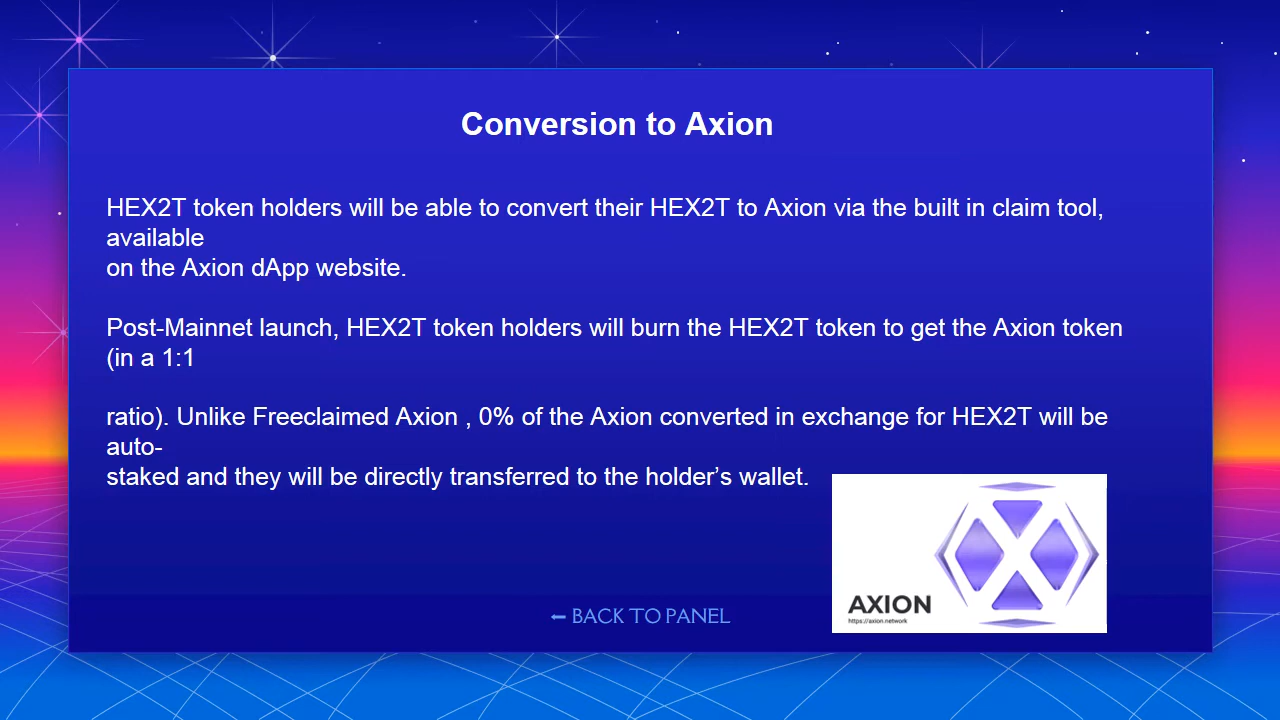 Conversion to Axion
HEX2T token holders will be able to convert their HEX2T to Axion via the built in claim tool,
available
on the Axion dApp website.
Post-Mainnet launch, HEX2T token holders will burn the HEX2T token to get the Axion token
(in a 1:1
ratio). Unlike Freeclaimed Axion , 0% of the Axion converted in exchange for HEX2T will be
auto-
staked and they will be directly transferred to the holder’s wallet.
AXION
https://axion.network
← BACK TO PANEL